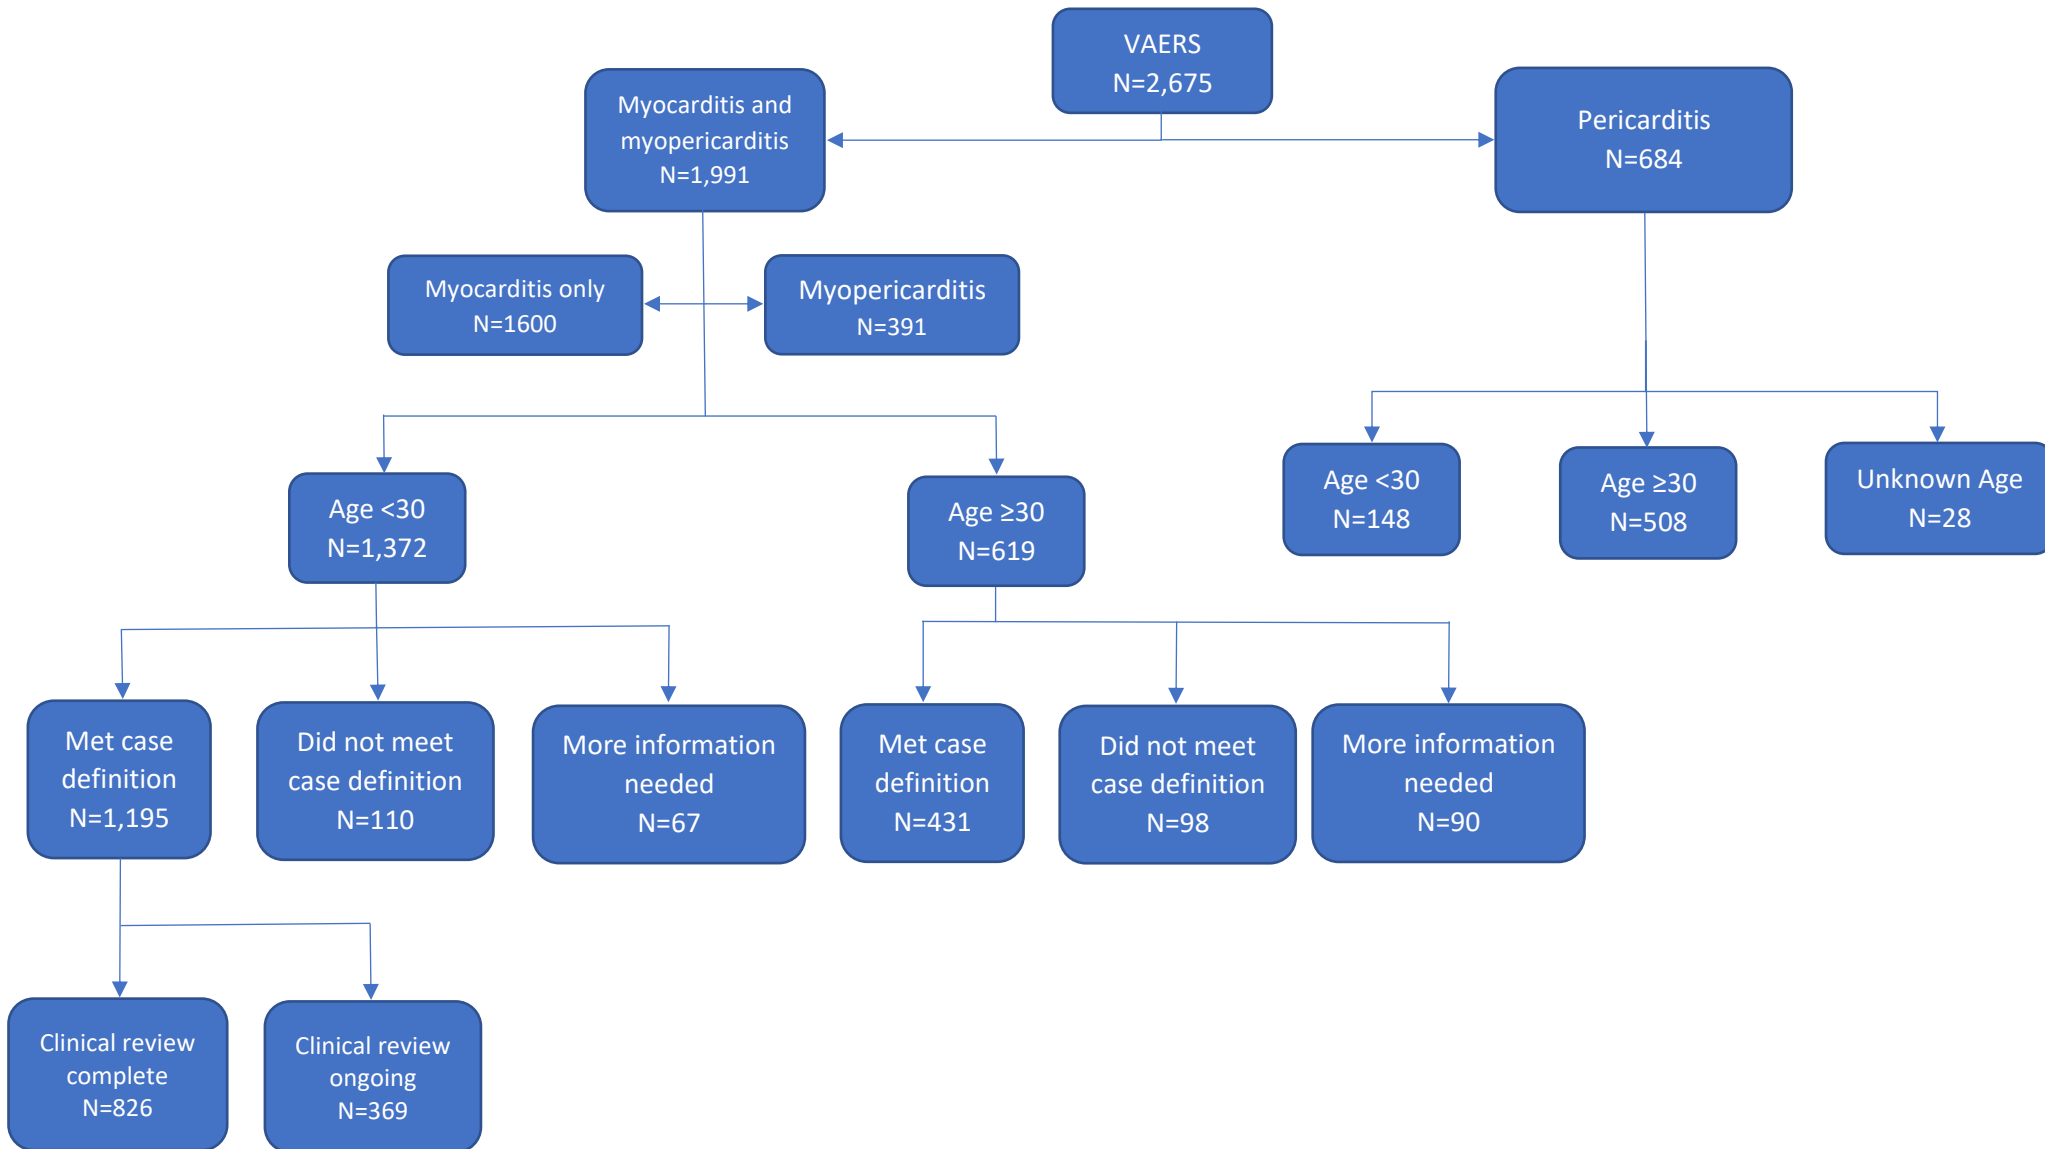 VAERS
N=2,675
Myocarditis and
myopericarditis
N=1,991
Pericarditis
N=684
Myocarditis only
N=1600
Myopericarditis
N=391
Age <30
N=1,372
Age ≥30
N=619
Age <30
N=148
Age ≥30
N=508
Unknown Age
N=28
Met case
definition
N=1,195
Did not meet
case definition
N=110
More information
needed
N=67
Met case
definition
N=431
Did not meet
case definition
N=98
More information
needed
N=90
Clinical review
complete
N=826
Clinical review
ongoing
N=369